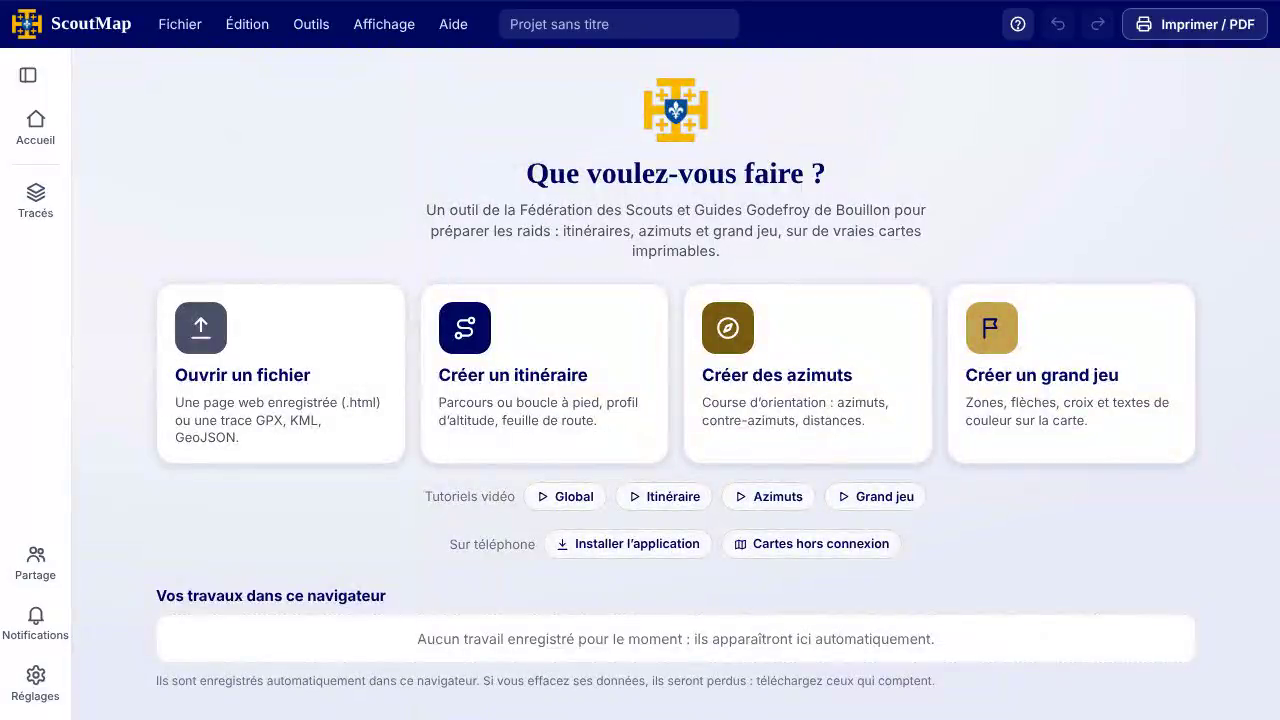 ScoutMap
Fichier
Édition
Outils
Affichage
Aide
Projet sans titre
Imprimer / PDF
Accueil
Tracés
Partage
Notifications
Réglages
Que voulez-vous faire ?
Un outil de la Fédération des Scouts et Guides Godefroy de Bouillon pour
préparer les raids : itinéraires, azimuts et grand jeu, sur de vraies cartes
imprimables.
Ouvrir un fichier
Une page web enregistrée (.html)
ou une trace GPX, KML,
GeoJSON.
Créer un itinéraire
Parcours ou boucle à pied, profil
d’altitude, feuille de route.
Créer des azimuts
Course d’orientation : azimuts,
contre-azimuts, distances.
Créer un grand jeu
Zones, flèches, croix et textes de
couleur sur la carte.
Tutoriels vidéo
Global
Itinéraire
Azimuts
Grand jeu
Sur téléphone
Installer l’application
Cartes hors connexion
Vos travaux dans ce navigateur
Aucun travail enregistré pour le moment : ils apparaîtront ici automatiquement.
Ils sont enregistrés automatiquement dans ce navigateur. Si vous effacez ses données, ils seront perdus : téléchargez ceux qui comptent.